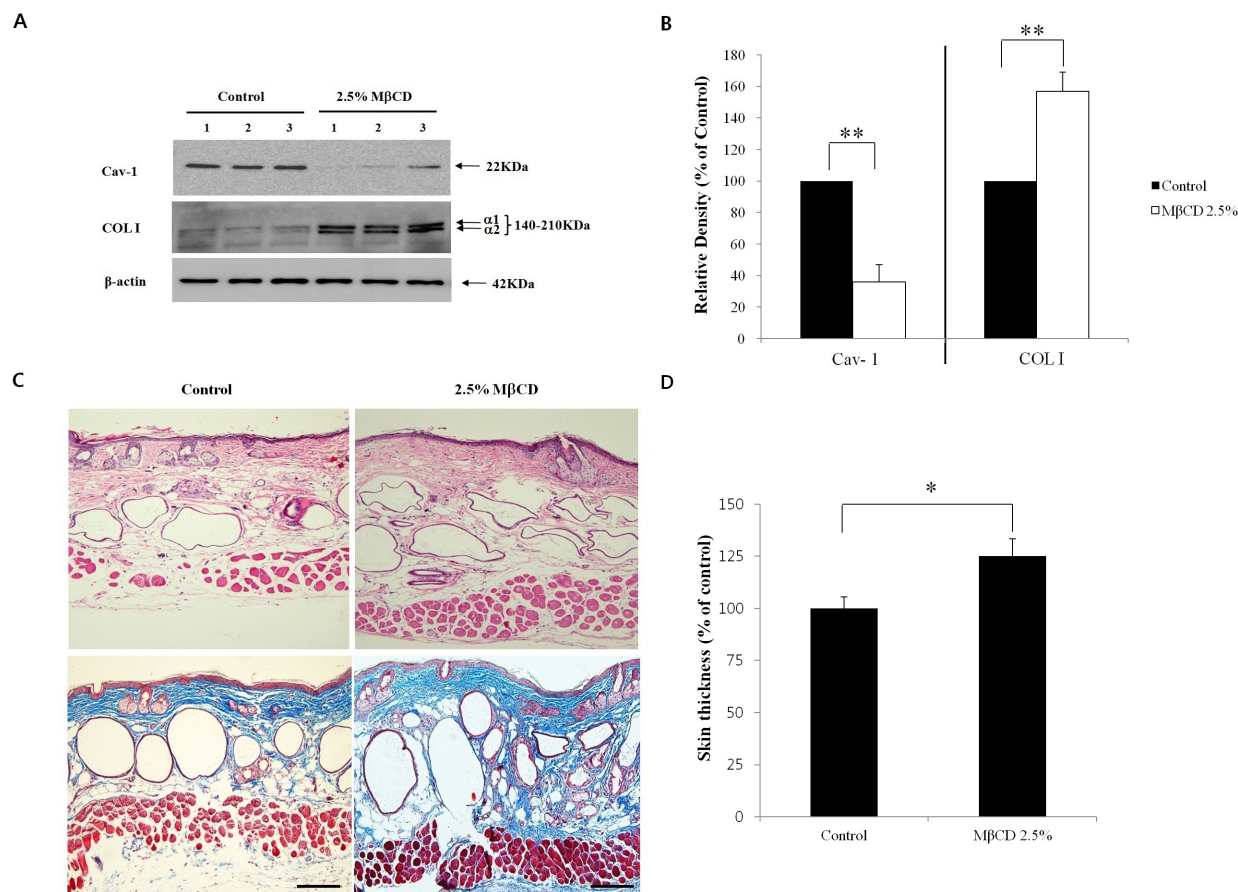 A
Control 2.5% MβCD
1 2 3 1 2 3
Cav-1 22KDa
COL I α1 α2 } 140-210KDa
β-actin 42KDa
B
Relative Density (% of Control)
180
160
140
120
100
80
60
40
20
0
**
**
Cav- 1 COL I
Control
MβCD 2.5%
C
Control 2.5% MβCD
D
Skin thickness (% of control)
150
125
100
75
50
25
0
*
Control MβCD 2.5%